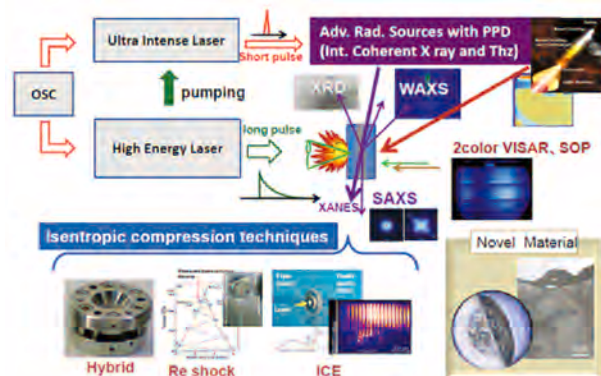 Ultra Intense Laser
Short pulse
Adv. Rad. Sources with PPD
(Int. Coherent X ray and Thz)
OSC
pumping
XRD
WAXS
High Energy Laser
long pulse
2color VISAR、SOP
XANES
SAXS
Isentropic compression techniques
Novel Material
Hybrid
Re shock
ICE